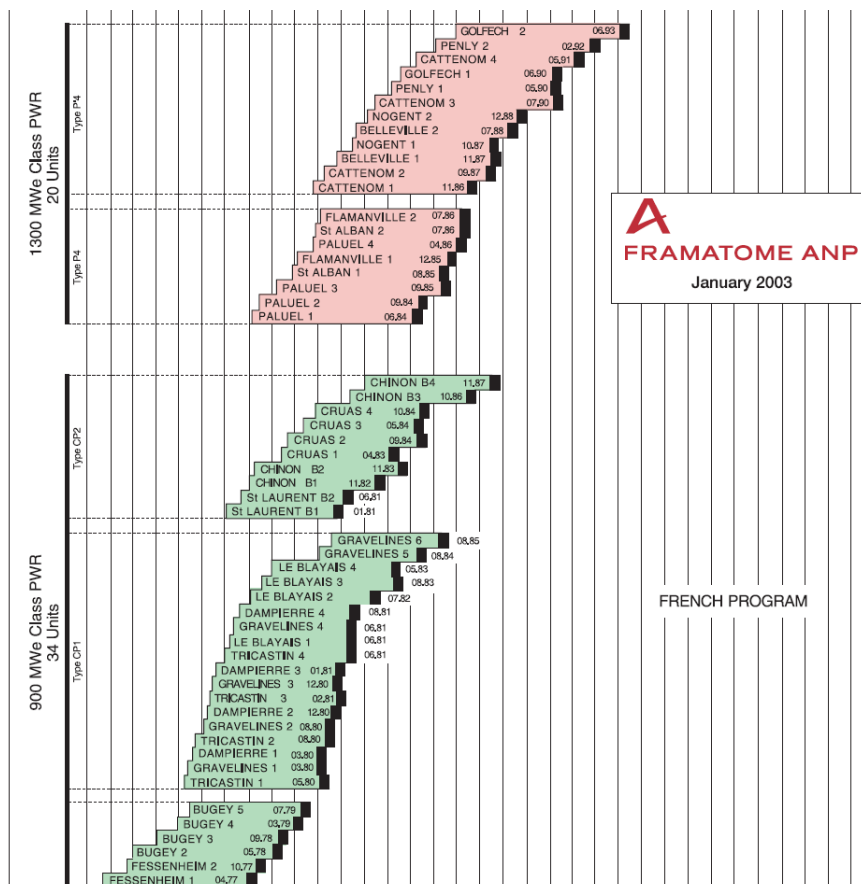 1300 MWe Class PWR
20 Units
Type P'4
GOLFECH 2 06.93
PENLY 2 02.92
CATTENOM 4 05.91
GOLFECH 1 06.90
PENLY 1 05.90
CATTENOM 3 07.90
NOGENT 2 12.88
BELLEVILLE 2 07.88
NOGENT 1 10.87
BELLEVILLE 1 11.87
CATTENOM 2 09.87
CATTENOM 1 11.86
Type P4
FLAMANVILLE 2 07.86
St ALBAN 2 07.86
PALUEL 4 04.86
FLAMANVILLE 1 12.85
St ALBAN 1 08.85
PALUEL 3 09.85
PALUEL 2 09.84
PALUEL 1 06.84
FRAMATOME ANP
January 2003
900 MWe Class PWR
34 Units
Type CP2
CHINON B4 11.87
CHINON B3 10.86
CRUAS 4 10.84
CRUAS 3 05.84
CRUAS 2 09.84
CRUAS 1 04.83
CHINON B2 11.83
CHINON B1 11.82
St LAURENT B2 06.81
St LAURENT B1 01.81
Type CP1
GRAVELINES 6 08.85
GRAVELINES 5 08.84
LE BLAYAIS 4 05.83
LE BLAYAIS 3 08.83
LE BLAYAIS 2 07.82
DAMPIERRE 4 08.81
GRAVELINES 4 06.81
LE BLAYAIS 1 06.81
TRICASTIN 4 06.81
DAMPIERRE 3 01.81
GRAVELINES 3 12.80
TRICASTIN 3 02.81
DAMPIERRE 2 12.80
GRAVELINES 2 08.80
TRICASTIN 2 08.80
DAMPIERRE 1 03.80
GRAVELINES 1 03.80
TRICASTIN 1 05.80
BUGEY 5 07.79
BUGEY 4 03.79
BUGEY 3 09.78
BUGEY 2 05.78
FESSENHEIM 2 10.77
FESSENHEIM 1 04.77
FRENCH PROGRAM